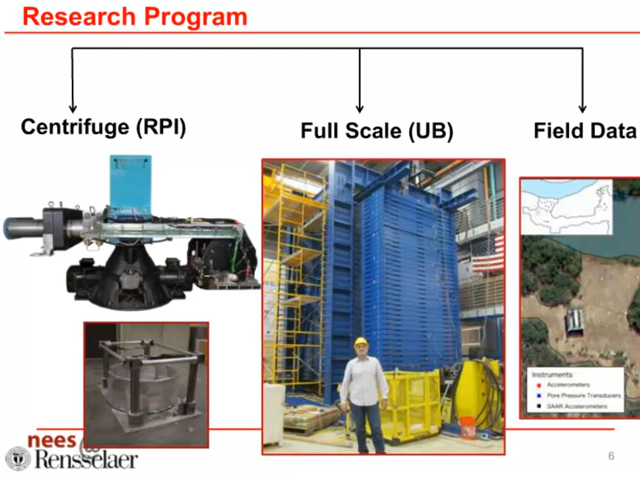 Research Program
Centrifuge (RPI)
Full Scale (UB)
Field Data
Instruments
Accelerometers
Pore Pressure Transducers
SAAR Accelerometers
nees
Rensselaer
6